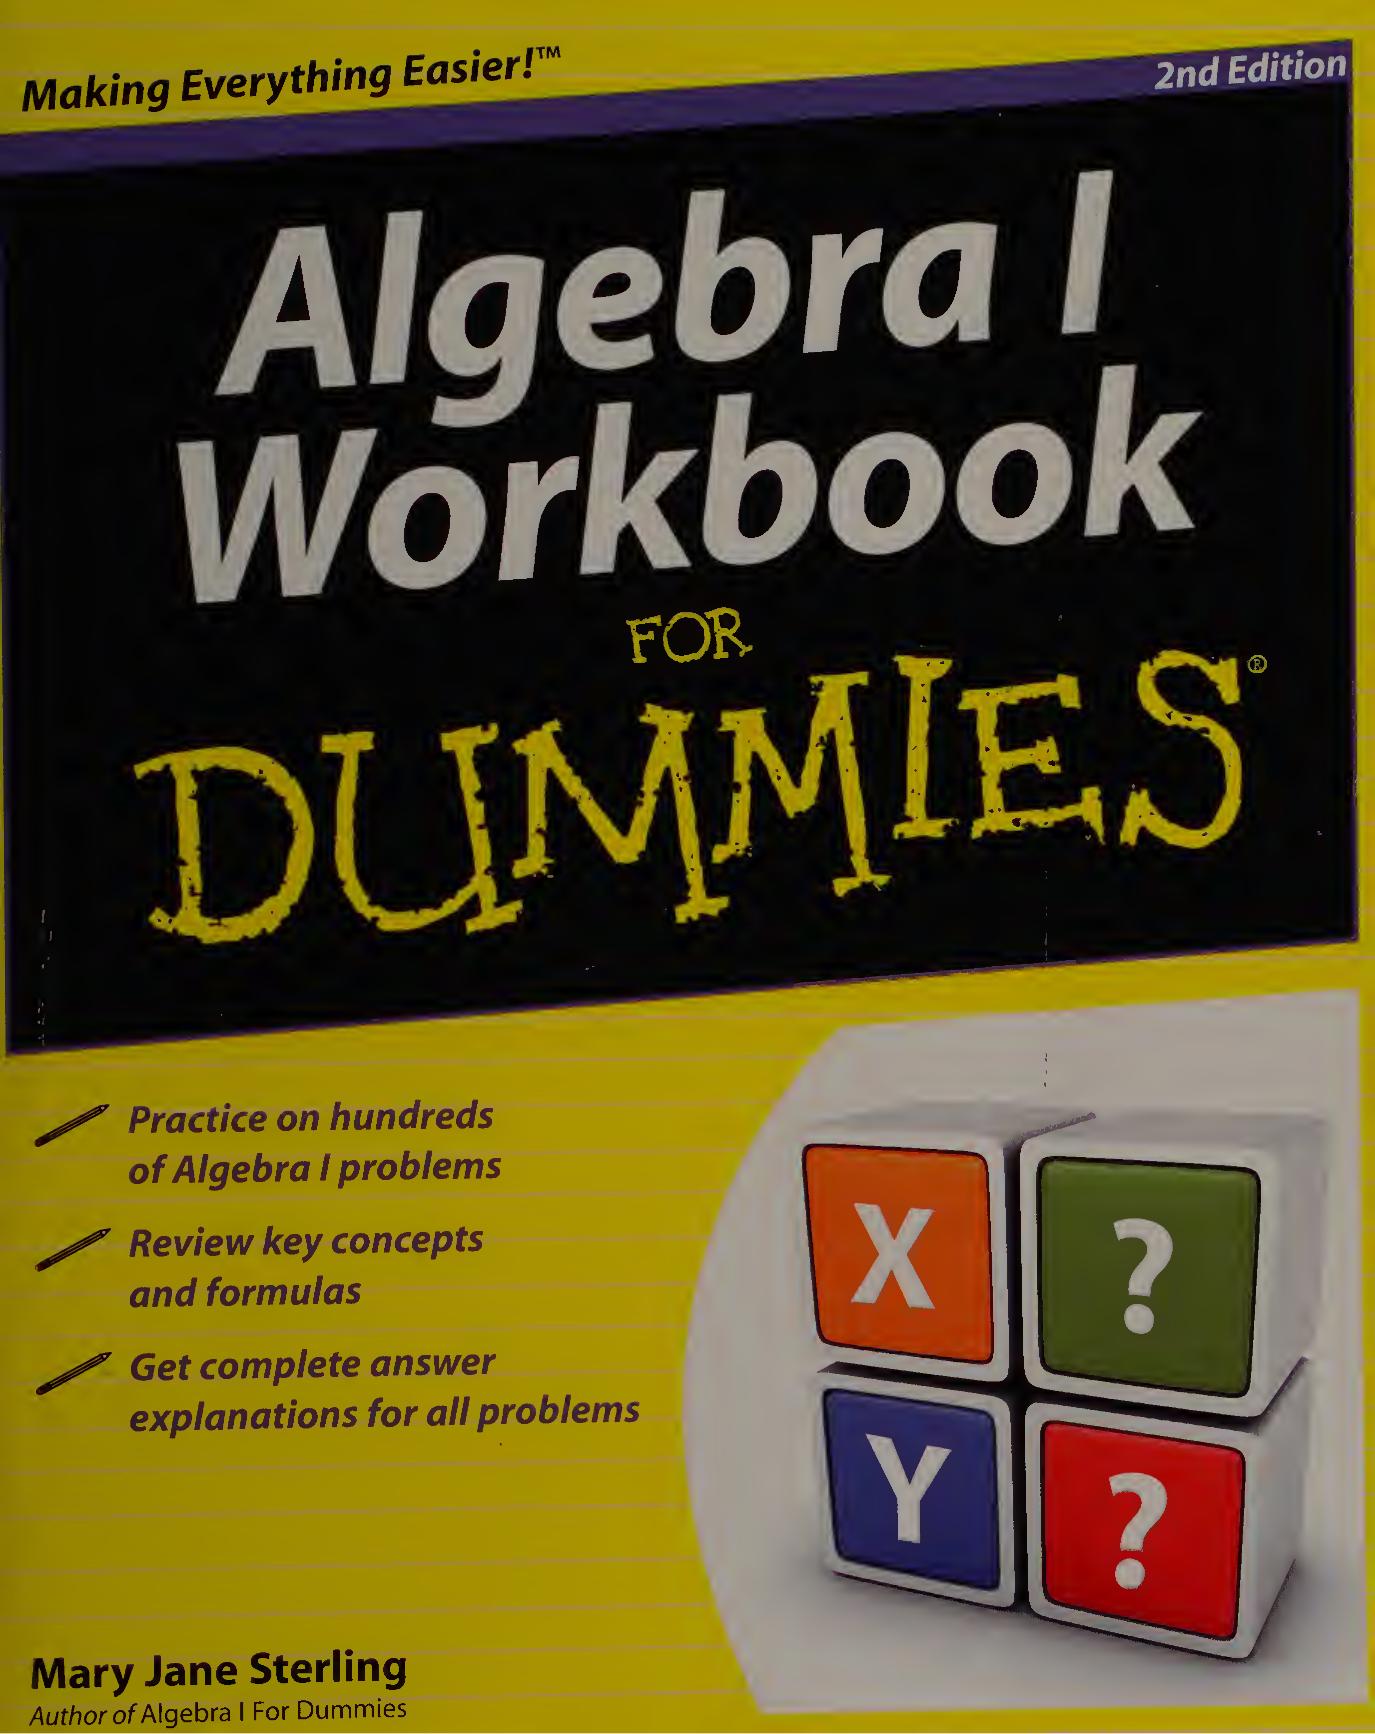 Making Everything Easier!™
2nd Edition
Algebra I
Workbook
FOR
DUMMIES®
Practice on hundreds
of Algebra I problems
Review key concepts
and formulas
Get complete answer
explanations for all problems
X ?
Y ?
Mary Jane Sterling
Author of Algebra I For Dummies